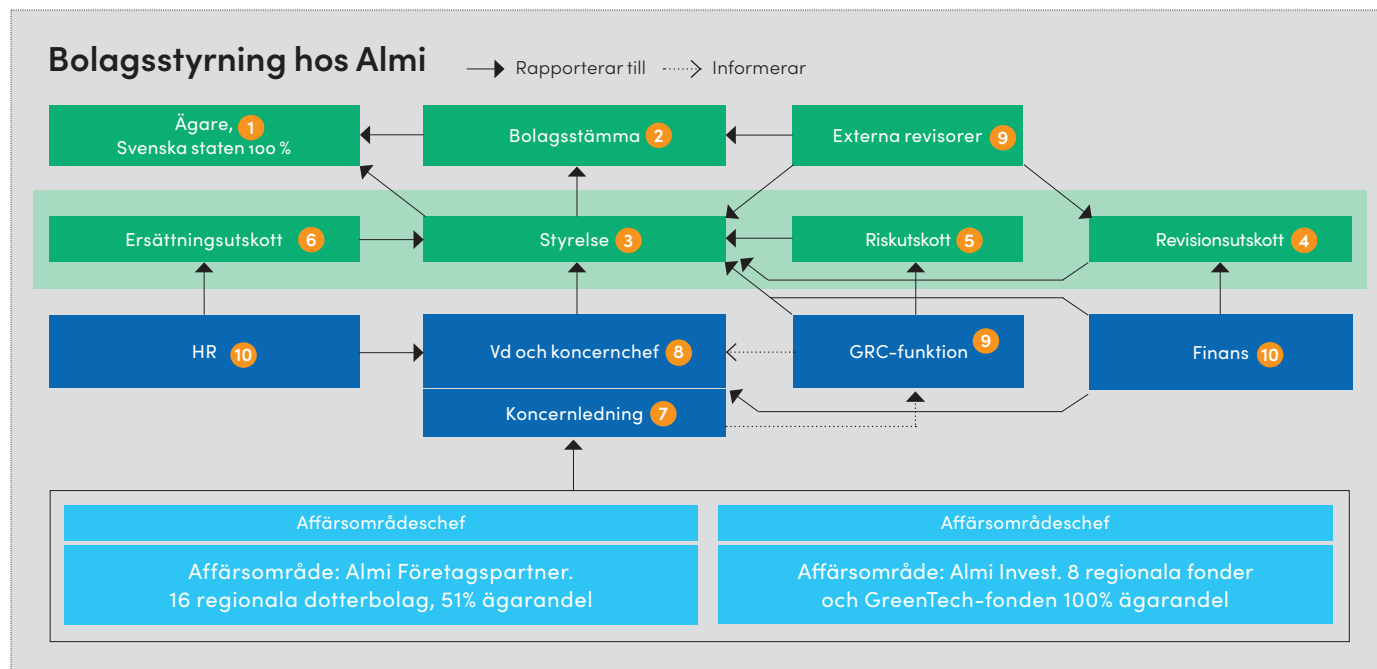 Bolagsstyrning hos Almi
Rapporterar till
Informerar
Ägare, 1
Svenska staten 100 %
Bolagsstämma 2
Externa revisorer 9
Ersättningsutskott 6
Styrelse 3
Riskutskott 5
Revisionsutskott 4
HR 10
Vd och koncernchef 8
GRC-funktion 9
Finans 10
Koncernledning 7
Affärsområdeschef
Affärsområde: Almi Företagspartner.
16 regionala dotterbolag, 51% ägarandel
Affärsområdeschef
Affärsområde: Almi Invest. 8 regionala fonder
och GreenTech-fonden 100% ägarandel